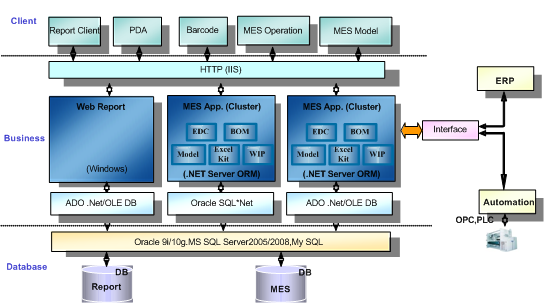 Client
Report Client
PDA
Barcode
MES Operation
MES Model
HTTP (IIS)
ERP
Web Report
(Windows)
MES App. (Cluster)
EDC
BOM
Model
Excel
Kit
WIP
(.NET Server ORM)
MES App. (Cluster)
EDC
BOM
Model
Excel
Kit
WIP
(.NET Server ORM)
Business
Interface
ADO .Net/OLE DB
Oracle SQL*Net
ADO .Net/OLE DB
Automation
OPC,PLC
Oracle 9i/10g.MS SQL Server2005/2008,My SQL
Database
DB
Report
DB
MES